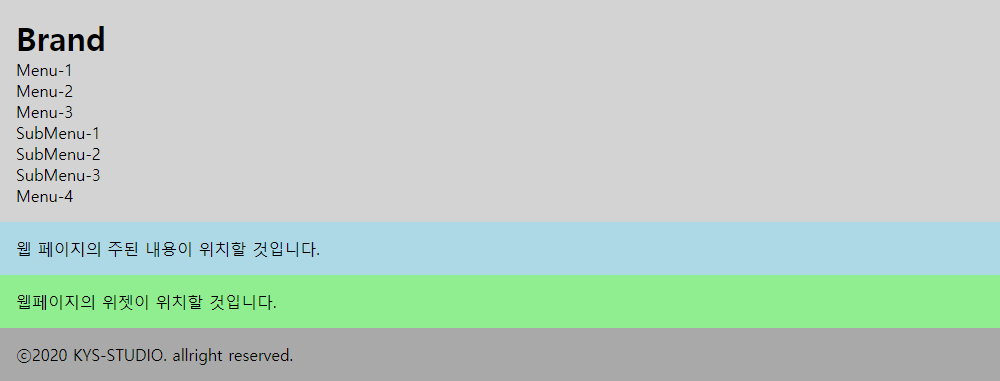 Brand
Menu-1
Menu-2
Menu-3
SubMenu-1
SubMenu-2
SubMenu-3
Menu-4
웹 페이지의 주된 내용이 위치할 것입니다.
웹페이지의 위젯이 위치할 것입니다.
ⓒ2020 KYS-STUDIO. allright reserved.